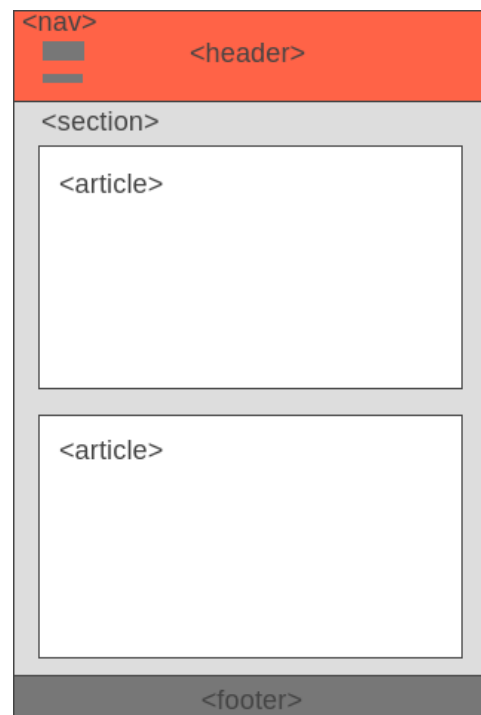 <nav>
<header>
<section>
<article>
<article>
<footer>